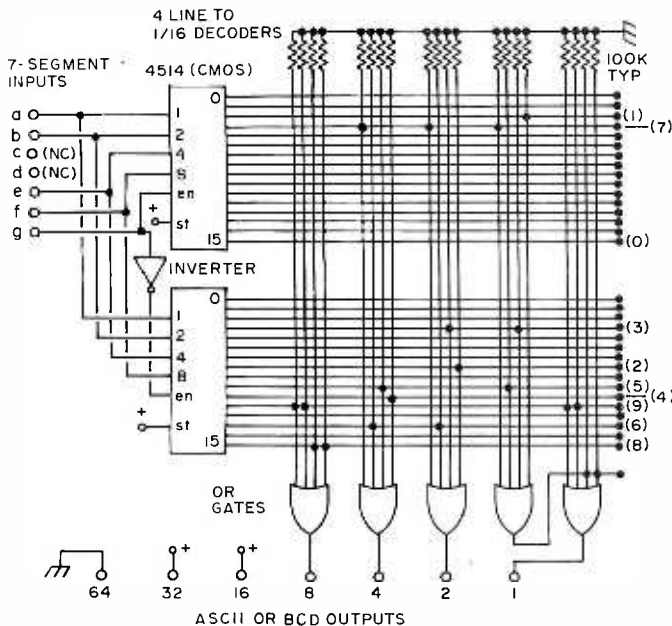 4 LINE TO
1/16 DECODERS
7-SEGMENT
INPUTS
4514 (CMOS)
100K
TYP
a
b
c (NC)
d (NC)
e
f
g
0
1
2
4
8
en
+
st
15
(1)
(7)
(0)
INVERTER
0
1
2
4
8
en
+
st
15
(3)
(2)
(5)
(4)
(9)
(6)
(8)
OR
GATES
+
+
64
32
16
8
4
2
1
ASCII OR BCD OUTPUTS